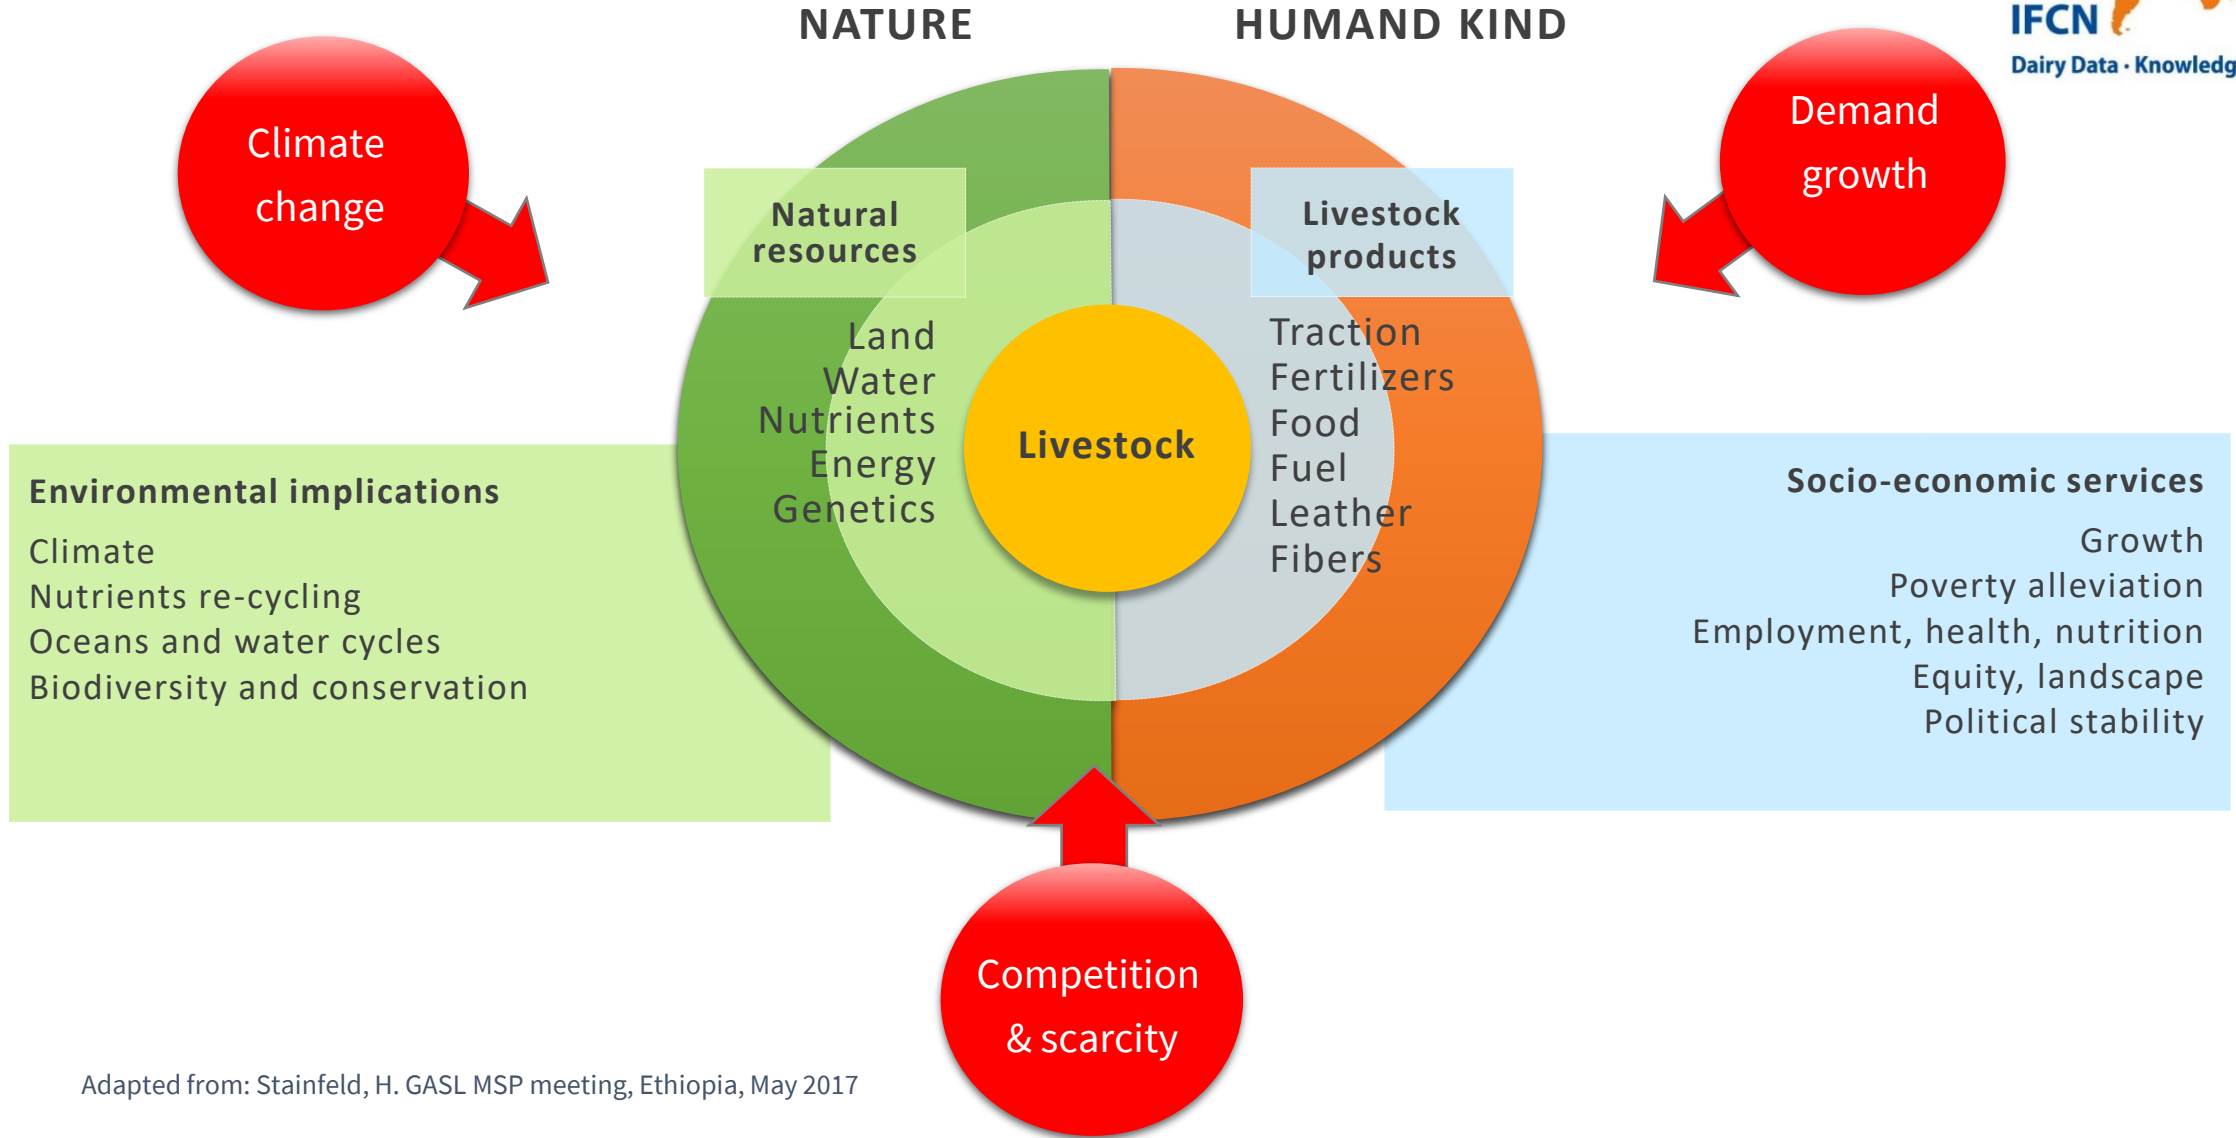 NATURE
HUMAND KIND
IFCN
Dairy Data · Knowledg
Climate
change
Demand
growth
Natural
resources
Livestock
products
Land
Water
Nutrients
Energy
Genetics
Livestock
Traction
Fertilizers
Food
Fuel
Leather
Fibers
Environmental implications
Climate
Nutrients re-cycling
Oceans and water cycles
Biodiversity and conservation
Socio-economic services
Growth
Poverty alleviation
Employment, health, nutrition
Equity, landscape
Political stability
Competition
& scarcity
Adapted from: Stainfeld, H. GASL MSP meeting, Ethiopia, May 2017